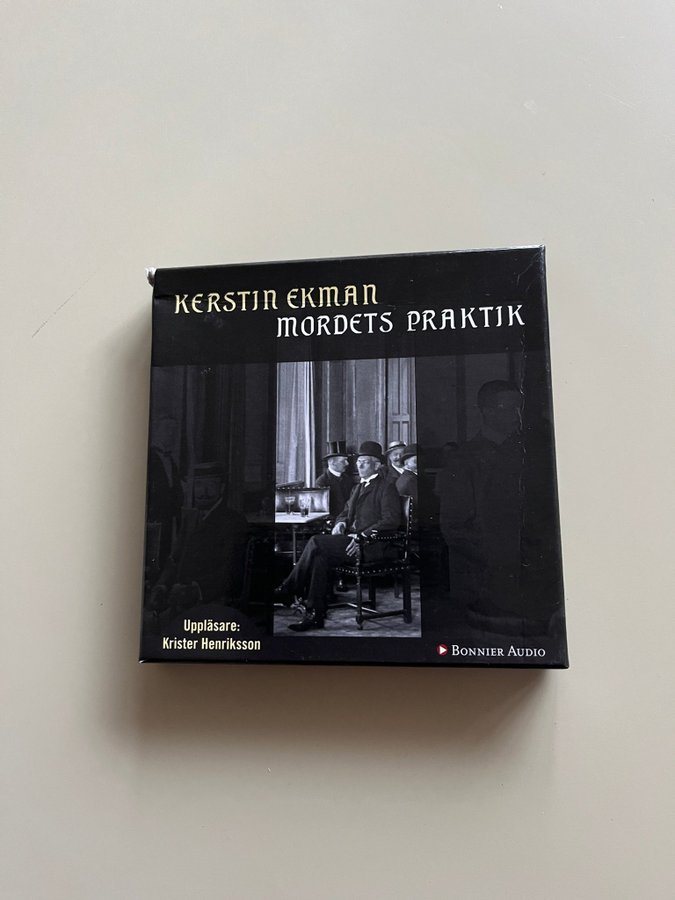 KERSTIN EKMAN
MORDETS PRAKTIK
Uppläsare:
Krister Henriksson
BONNIER AUDIO